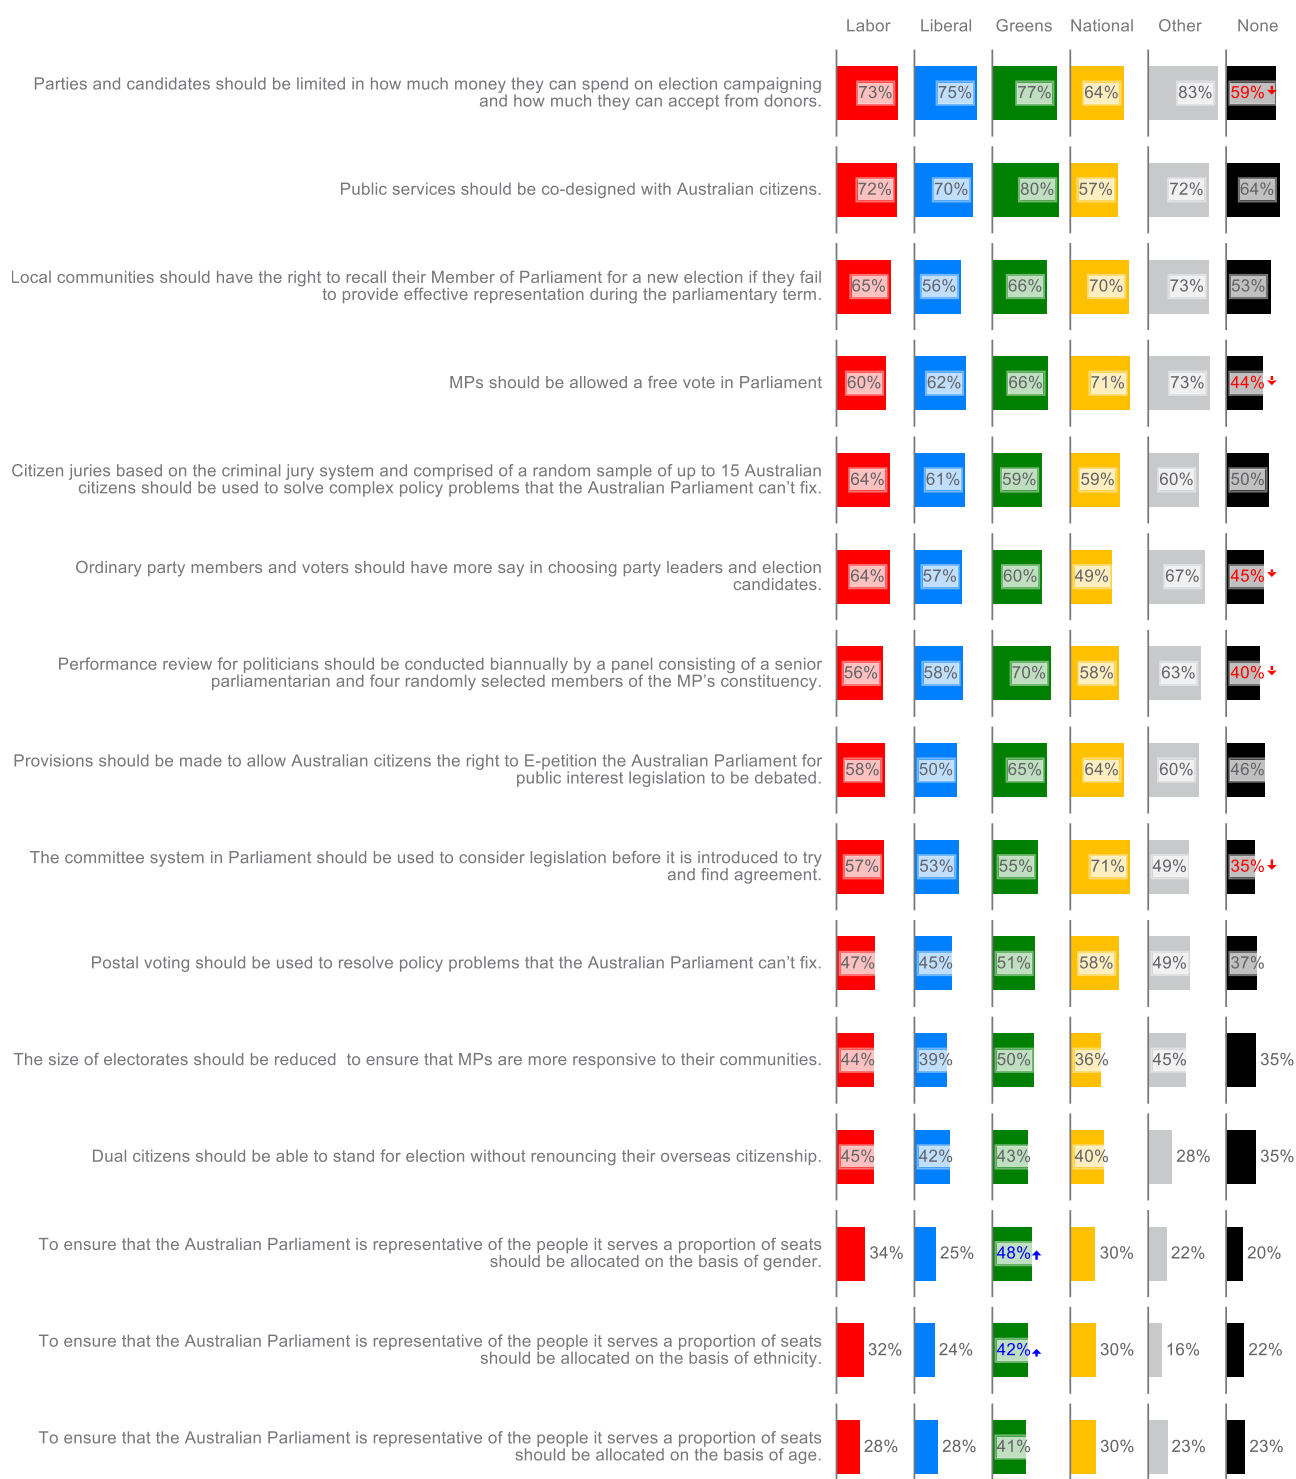 Labor Liberal Greens National Other None
Parties and candidates should be limited in how much money they can spend on election campaigning
and how much they can accept from donors.
73% 75% 77% 64% 83% 59%
Public services should be co-designed with Australian citizens.
72% 70% 80% 57% 72% 64%
Local communities should have the right to recall their Member of Parliament for a new election if they fail
to provide effective representation during the parliamentary term.
65% 56% 66% 70% 73% 53%
MPs should be allowed a free vote in Parliament
60% 62% 66% 71% 73% 44%
Citizen juries based on the criminal jury system and comprised of a random sample of up to 15 Australian
citizens should be used to solve complex policy problems that the Australian Parliament can’t fix.
64% 61% 59% 59% 60% 50%
Ordinary party members and voters should have more say in choosing party leaders and election
candidates.
64% 57% 60% 49% 67% 45%
Performance review for politicians should be conducted biannually by a panel consisting of a senior
parliamentarian and four randomly selected members of the MP’s constituency.
56% 58% 70% 58% 63% 40%
Provisions should be made to allow Australian citizens the right to E-petition the Australian Parliament for
public interest legislation to be debated.
58% 50% 65% 64% 60% 46%
The committee system in Parliament should be used to consider legislation before it is introduced to try
and find agreement.
57% 53% 55% 71% 49% 35%
Postal voting should be used to resolve policy problems that the Australian Parliament can’t fix.
47% 45% 51% 58% 49% 37%
The size of electorates should be reduced  to ensure that MPs are more responsive to their communities.
44% 39% 50% 36% 45% 35%
Dual citizens should be able to stand for election without renouncing their overseas citizenship.
45% 42% 43% 40% 28% 35%
To ensure that the Australian Parliament is representative of the people it serves a proportion of seats
should be allocated on the basis of gender.
34% 25% 48% 30% 22% 20%
To ensure that the Australian Parliament is representative of the people it serves a proportion of seats
should be allocated on the basis of ethnicity.
32% 24% 42% 30% 16% 22%
To ensure that the Australian Parliament is representative of the people it serves a proportion of seats
should be allocated on the basis of age.
28% 28% 41% 30% 23% 23%